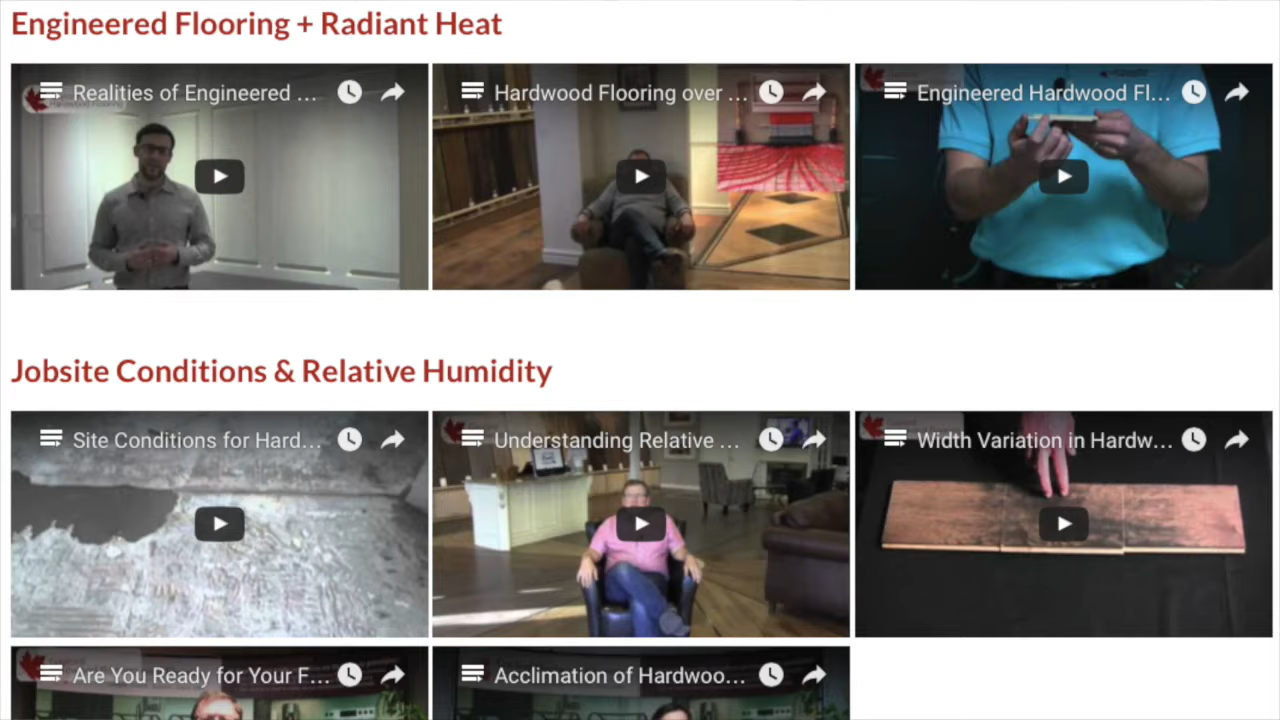 Engineered Flooring + Radiant Heat
Realities of Engineered ...
Hardwood Flooring over ...
Engineered Hardwood Fl...
Jobsite Conditions & Relative Humidity
Site Conditions for Hard...
Understanding Relative ...
Width Variation in Hardw...
Are You Ready for Your F...
Acclimation of Hardwoo...